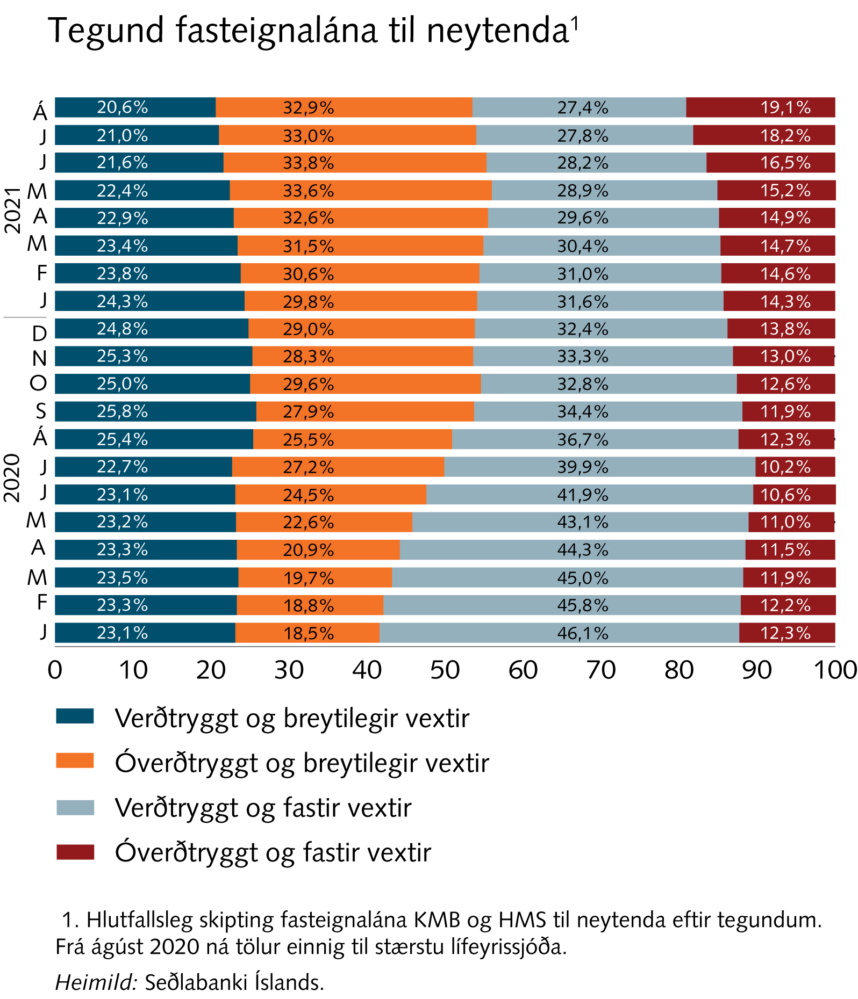 Tegund fasteignalána til neytenda¹
2021
Á 20,6% 32,9% 27,4% 19,1%
J 21,0% 33,0% 27,8% 18,2%
J 21,6% 33,8% 28,2% 16,5%
M 22,4% 33,6% 28,9% 15,2%
A 22,9% 32,6% 29,6% 14,9%
M 23,4% 31,5% 30,4% 14,7%
F 23,8% 30,6% 31,0% 14,6%
J 24,3% 29,8% 31,6% 14,3%
2020
D 24,8% 29,0% 32,4% 13,8%
N 25,3% 28,3% 33,3% 13,0%
O 25,0% 29,6% 32,8% 12,6%
S 25,8% 27,9% 34,4% 11,9%
Á 25,4% 25,5% 36,7% 12,3%
J 22,7% 27,2% 39,9% 10,2%
J 23,1% 24,5% 41,9% 10,6%
M 23,2% 22,6% 43,1% 11,0%
A 23,3% 20,9% 44,3% 11,5%
M 23,5% 19,7% 45,0% 11,9%
F 23,3% 18,8% 45,8% 12,2%
J 23,1% 18,5% 46,1% 12,3%
0 10 20 30 40 50 60 70 80 90 100
Verðtryggt og breytilegir vextir
Óverðtryggt og breytilegir vextir
Verðtryggt og fastir vextir
Óverðtryggt og fastir vextir
1. Hlutfallsleg skipting fasteignalána KMB og HMS til neytenda eftir tegundum.
Frá ágúst 2020 ná tölur einnig til stærstu lífeyrissjóða.
Heimild: Seðlabanki Íslands.